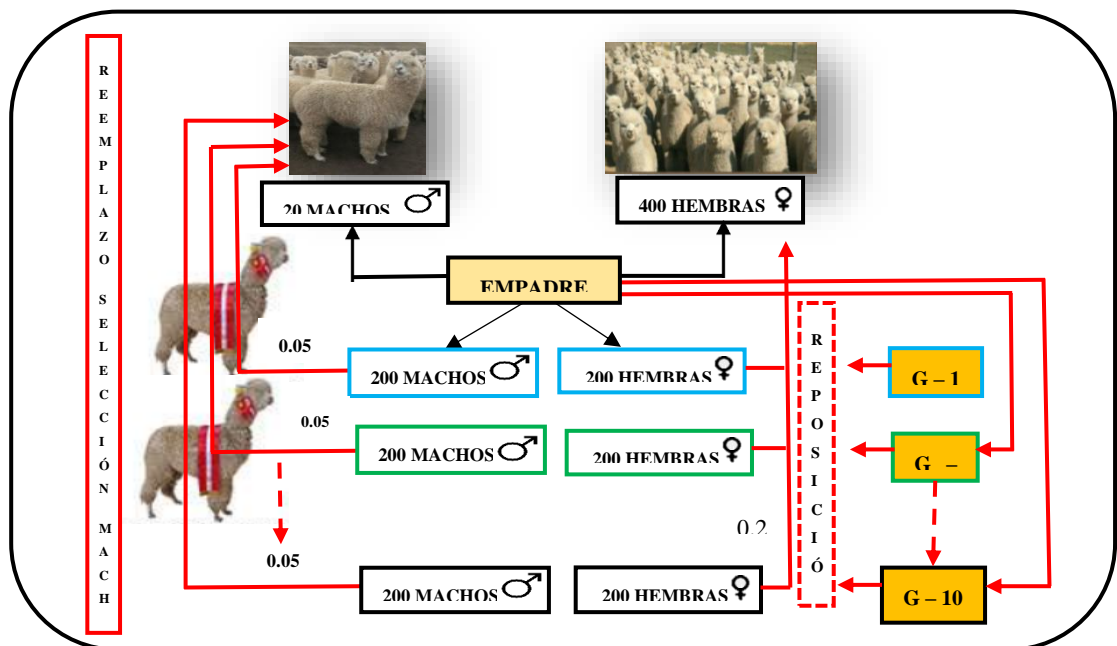 REEMPLAZO SELECCIÓN MACH
20 MACHOS ♂
400 HEMBRAS ♀
EMPADRE
0.05
200 MACHOS ♂
200 HEMBRAS ♀
G – 1
0.05
200 MACHOS ♂
200 HEMBRAS ♀
G –
0.2
0.05
200 MACHOS ♂
200 HEMBRAS ♀
G – 10
REPOSICIÓ